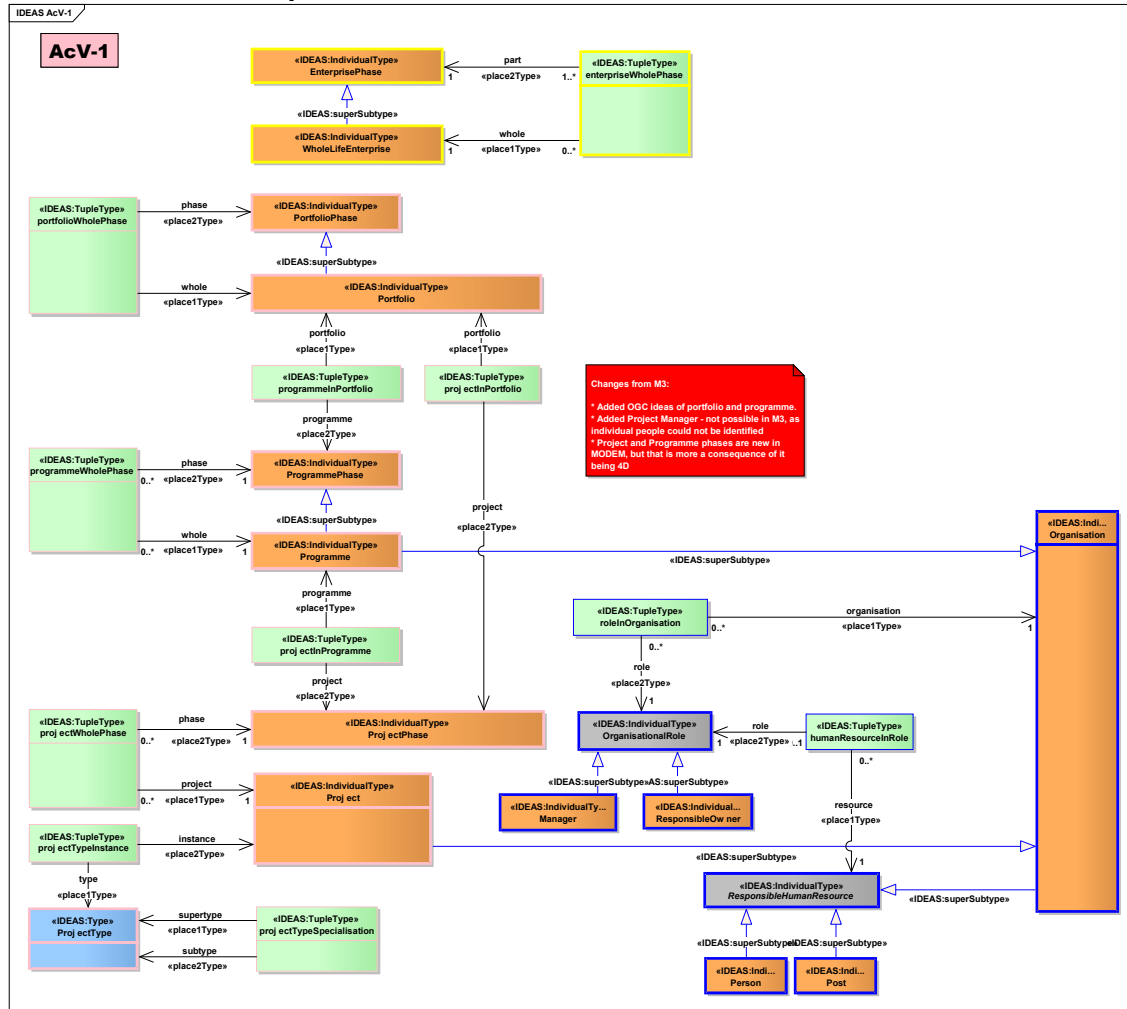 IDEAS AcV-1
AcV-1
«IDEAS:IndividualType»
EnterprisePhase
part
«place2Type»
1
1..*
«IDEAS:TupleType»
enterpriseWholePhase
«IDEAS:superSubtype»
«IDEAS:IndividualType»
WholeLifeEnterprise
whole
«place1Type»
1
0..*
«IDEAS:TupleType»
portfolioWholePhase
phase
«place2Type»
«IDEAS:IndividualType»
PortfolioPhase
«IDEAS:superSubtype»
whole
«place1Type»
«IDEAS:IndividualType»
Portfolio
portfolio
«place1Type»
portfolio
«place1Type»
«IDEAS:TupleType»
programmeInPortfolio
«IDEAS:TupleType»
proj ectInPortfolio
programme
«place2Type»
Changes from M3:
* Added OGC ideas of portfolio and programme.
* Added Project Manager - not possible in M3, as
individual people could not be identified
* Project and Programme phases are new in
MODEM, but that is more a consequence of it
being 4D
«IDEAS:TupleType»
programmeWholePhase
phase
0..*
«place2Type»
1
«IDEAS:IndividualType»
ProgrammePhase
«IDEAS:superSubtype»
project
«place2Type»
whole
0..*
«place1Type»
1
«IDEAS:IndividualType»
Programme
«IDEAS:superSubtype»
«IDEAS:Indi...
Organisation
programme
«place1Type»
«IDEAS:TupleType»
proj ectInProgramme
project
«place2Type»
«IDEAS:TupleType»
roleInOrganisation
0..*
organisation
«place1Type»
1
0..*
role
«place2Type»
1
«IDEAS:TupleType»
proj ectWholePhase
phase
0..*
«place2Type»
1
«IDEAS:IndividualType»
Proj ectPhase
«IDEAS:IndividualType»
OrganisationalRole
role
1
«place2Type»
..1
«IDEAS:TupleType»
humanResourceInRole
0..*
project
0..*
«place1Type»
1
«IDEAS:IndividualType»
Proj ect
«IDEAS:superSubtype»
AS:superSubtype»
«IDEAS:IndividualTy...
Manager
«IDEAS:Individual...
ResponsibleOw ner
resource
«place1Type»
1
«IDEAS:TupleType»
proj ectTypeInstance
instance
«place2Type»
«IDEAS:superSubtype»
type
«place1Type»
«IDEAS:IndividualType»
ResponsibleHumanResource
«IDEAS:superSubtype»
«IDEAS:Type»
Proj ectType
supertype
«place1Type»
subtype
«place2Type»
«IDEAS:TupleType»
proj ectTypeSpecialisation
«IDEAS:superSubtype»
«IDEAS:superSubtype»
«IDEAS:Indi...
Person
«IDEAS:Indi...
Post